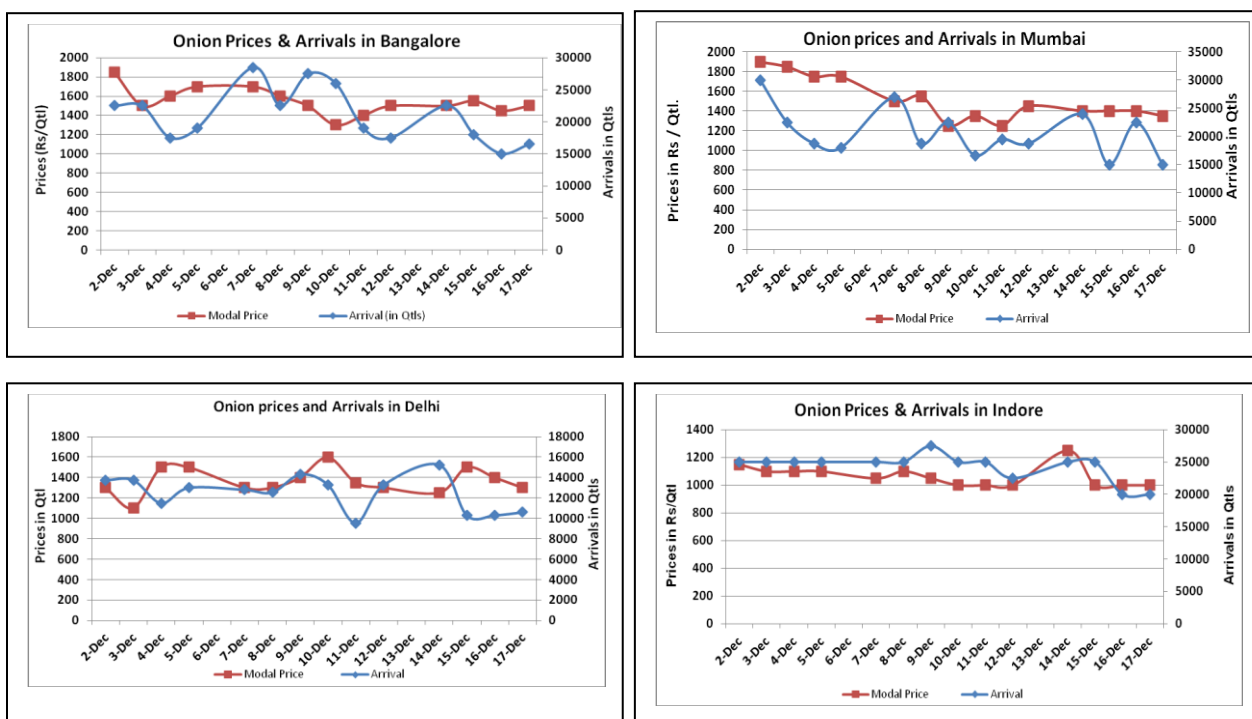 Onion Prices & Arrivals in Bangalore
Prices (Rs/Qtl)
2000
1800
1600
1400
1200
1000
800
600
400
200
0
30000
25000
20000
15000
10000
5000
0
Arrivals in Qtls
2-Dec
3-Dec
4-Dec
5-Dec
6-Dec
7-Dec
8-Dec
9-Dec
10-Dec
11-Dec
12-Dec
13-Dec
14-Dec
15-Dec
16-Dec
17-Dec
Modal Price
Arrival (in Qtls)
Onion prices and Arrivals in Mumbai
Prices in Rs / Qtl.
2000
1800
1600
1400
1200
1000
800
600
400
200
0
35000
30000
25000
20000
15000
10000
5000
0
Arrivals in Qtls
2-Dec
3-Dec
4-Dec
5-Dec
6-Dec
7-Dec
8-Dec
9-Dec
10-Dec
11-Dec
12-Dec
13-Dec
14-Dec
15-Dec
16-Dec
17-Dec
Modal Price
Arrival
Onion prices and Arrivals in Delhi
Prices in Qtl
1800
1600
1400
1200
1000
800
600
400
200
0
18000
16000
14000
12000
10000
8000
6000
4000
2000
0
Arrivals in Qtls
2-Dec
3-Dec
4-Dec
5-Dec
6-Dec
7-Dec
8-Dec
9-Dec
10-Dec
11-Dec
12-Dec
13-Dec
14-Dec
15-Dec
16-Dec
17-Dec
Modal Price
Arrival
Onion Prices & Arrivals in Indore
Prices in Rs/Qtl
1400
1200
1000
800
600
400
200
0
30000
25000
20000
15000
10000
5000
0
Arrivals in Qtls
2-Dec
3-Dec
4-Dec
5-Dec
6-Dec
7-Dec
8-Dec
9-Dec
10-Dec
11-Dec
12-Dec
13-Dec
14-Dec
15-Dec
16-Dec
17-Dec
Modal Price
Arrival